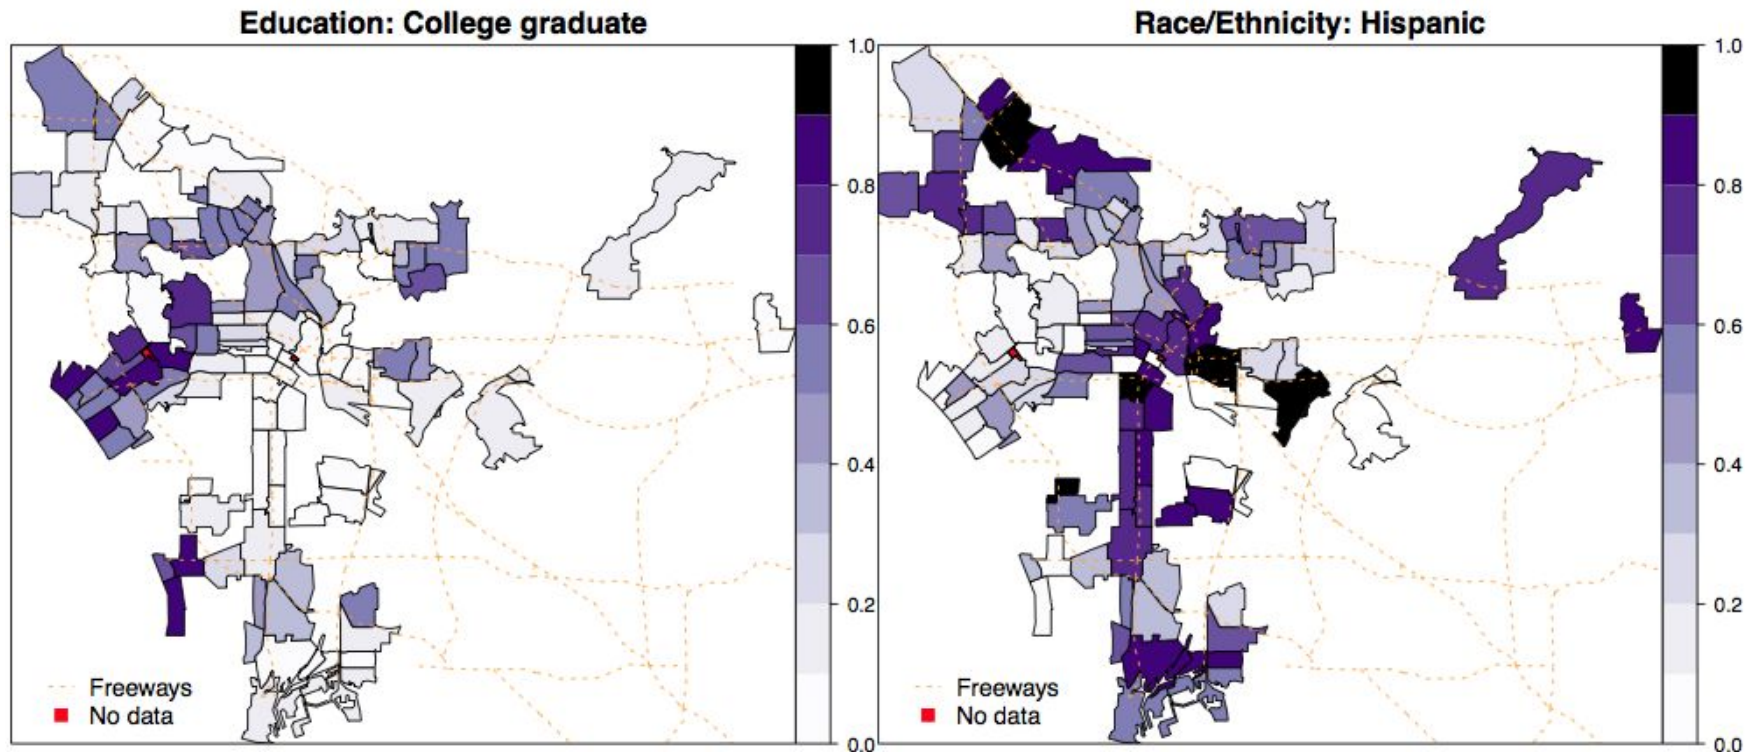 Education: College graduate
1.0
0.8
0.6
0.4
0.2
0.0
Freeways
No data
Race/Ethnicity: Hispanic
1.0
0.8
0.6
0.4
0.2
0.0
Freeways
No data